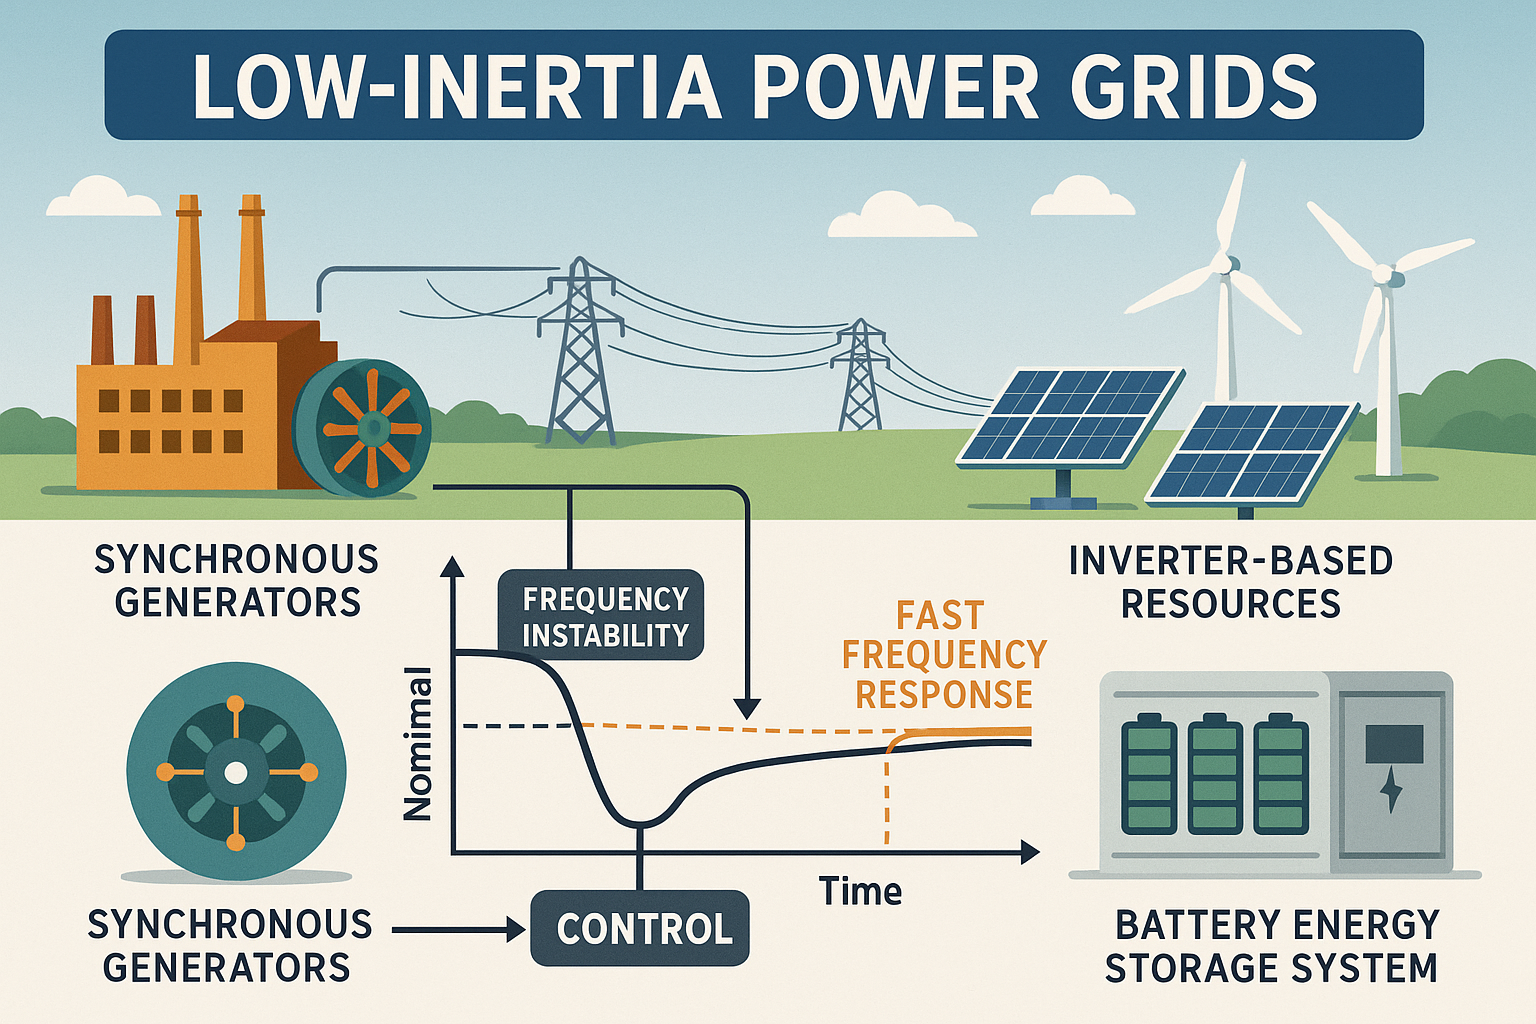 LOW-INERTIA POWER GRIDS
SYNCHRONOUS
GENERATORS
INVERTER-BASED
RESOURCES
FREQUENCY
INSTABILITY
FAST
FREQUENCY
RESPONSE
Nomimal
Time
SYNCHRONOUS
GENERATORS
CONTROL
BATTERY ENERGY
STORAGE SYSTEM